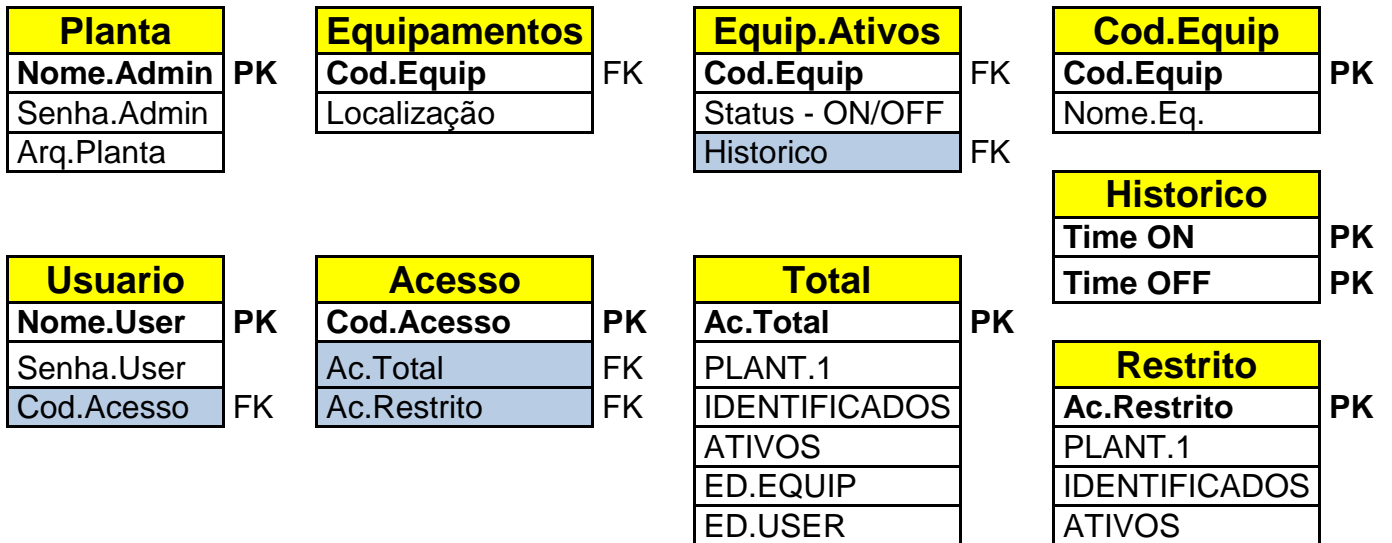 Planta
Nome.Admin PK
Senha.Admin
Arq.Planta
Equipamentos
Cod.Equip FK
Localização
Equip.Ativos
Cod.Equip FK
Status - ON/OFF
Historico FK
Cod.Equip
Cod.Equip PK
Nome.Eq.
Historico
Time ON PK
Time OFF PK
Usuario
Nome.User PK
Senha.User
Cod.Acesso FK
Acesso
Cod.Acesso PK
Ac.Total FK
Ac.Restrito FK
Total
Ac.Total PK
PLANT.1
IDENTIFICADOS
ATIVOS
ED.EQUIP
ED.USER
Restrito
Ac.Restrito PK
PLANT.1
IDENTIFICADOS
ATIVOS